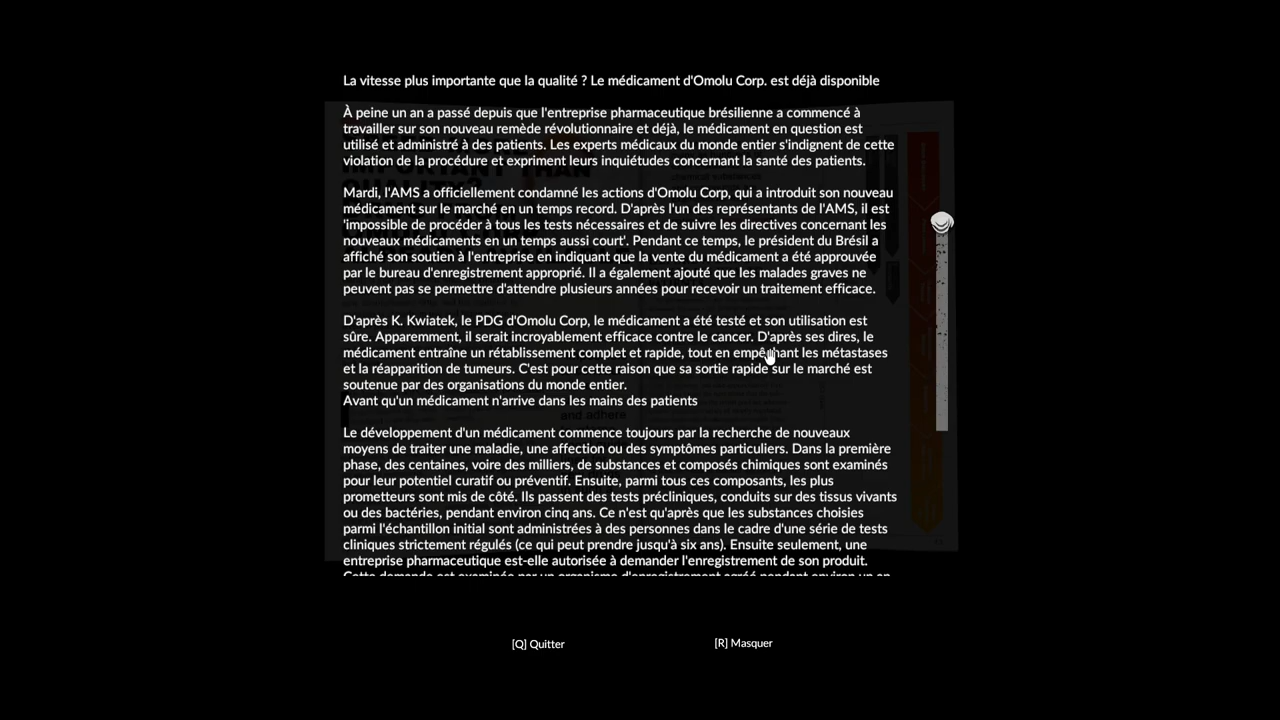 La vitesse plus importante que la qualité ? Le médicament d'Omolu Corp. est déjà disponible
À peine un an a passé depuis que l'entreprise pharmaceutique brésilienne a commencé à
travailler sur son nouveau remède révolutionnaire et déjà, le médicament en question est
utilisé et administré à des patients. Les experts médicaux du monde entier s'indignent de cette
violation de la procédure et expriment leurs inquiétudes concernant la santé des patients.
Mardi, l'AMS a officiellement condamné les actions d'Omolu Corp, qui a introduit son nouveau
médicament sur le marché en un temps record. D'après l'un des représentants de l'AMS, il est
'impossible de procéder à tous les tests nécessaires et de suivre les directives concernant les
nouveaux médicaments en un temps aussi court'. Pendant ce temps, le président du Brésil a
affiché son soutien à l'entreprise en indiquant que la vente du médicament a été approuvée
par le bureau d'enregistrement approprié. Il a également ajouté que les malades graves ne
peuvent pas se permettre d'attendre plusieurs années pour recevoir un traitement efficace.
D'après K. Kwiatek, le PDG d'Omolu Corp, le médicament a été testé et son utilisation est
sûre. Apparemment, il serait incroyablement efficace contre le cancer. D'après ses dires, le
médicament entraîne un rétablissement complet et rapide, tout en empêchant les métastases
et la réapparition de tumeurs. C'est pour cette raison que sa sortie rapide sur le marché est
soutenue par des organisations du monde entier.
Avant qu'un médicament n'arrive dans les mains des patients
Le développement d'un médicament commence toujours par la recherche de nouveaux
moyens de traiter une maladie, une affection ou des symptômes particuliers. Dans la première
phase, des centaines, voire des milliers, de substances et composés chimiques sont examinés
pour leur potentiel curatif ou préventif. Ensuite, parmi tous ces composants, les plus
prometteurs sont mis de côté. Ils passent des tests précliniques, conduits sur des tissus vivants
ou des bactéries, pendant environ cinq ans. Ce n'est qu'après que les substances choisies
parmi l'échantillon initial sont administrées à des personnes dans le cadre d'une série de tests
cliniques strictement régulés (ce qui peut prendre jusqu'à six ans). Ensuite seulement, une
entreprise pharmaceutique est-elle autorisée à demander l'enregistrement de son produit.
Cette demande est examinée par un organisme d'enregistrement agréé pendant environ un an
[Q] Quitter
[R] Masquer